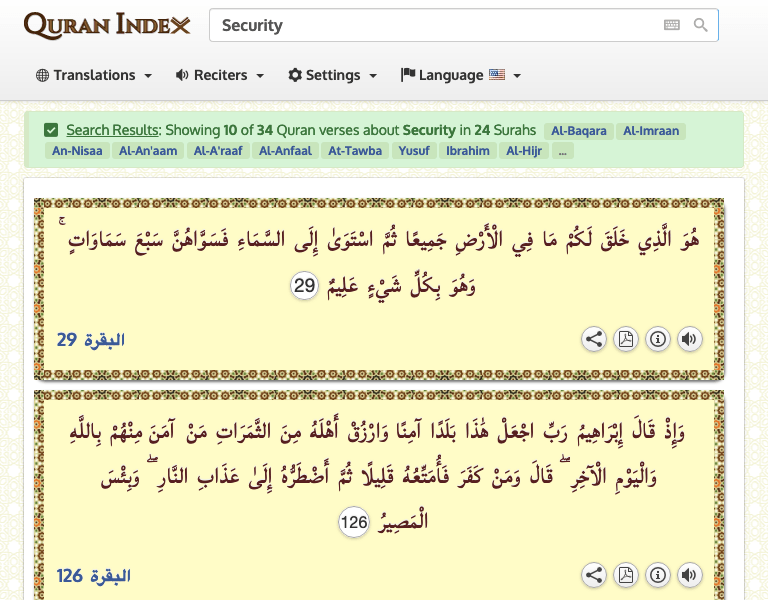 QURAN INDEX
Security
Translations Reciters Settings Language
Search Results: Showing 10 of 34 Quran verses about Security in 24 Surahs Al-Baqara Al-Imraan
An-Nisaa Al-An'aam Al-A'raaf Al-Anfaal At-Tawba Yusuf Ibrahim Al-Hijr ...
هُوَ الَّذِي خَلَقَ لَكُمْ مَا فِي الْأَرْضِ جَمِيعًا ثُمَّ اسْتَوَىٰ إِلَى السَّمَاءِ فَسَوَّاهُنَّ سَبْعَ سَمَاوَاتٍ ۚ
وَهُوَ بِكُلِّ شَيْءٍ عَلِيمٌ 29
البقرة 29
وَإِذْ قَالَ إِبْرَاهِيمُ رَبِّ اجْعَلْ هَٰذَا بَلَدًا آمِنًا وَارْزُقْ أَهْلَهُ مِنَ الثَّمَرَاتِ مَنْ آمَنَ مِنْهُمْ بِاللَّهِ
وَالْيَوْمِ الْآخِرِ ۖ قَالَ وَمَنْ كَفَرَ فَأُمَتِّعُهُ قَلِيلًا ثُمَّ أَضْطَرُّهُ إِلَىٰ عَذَابِ النَّارِ ۖ وَبِئْسَ
الْمَصِيرُ 126
البقرة 126